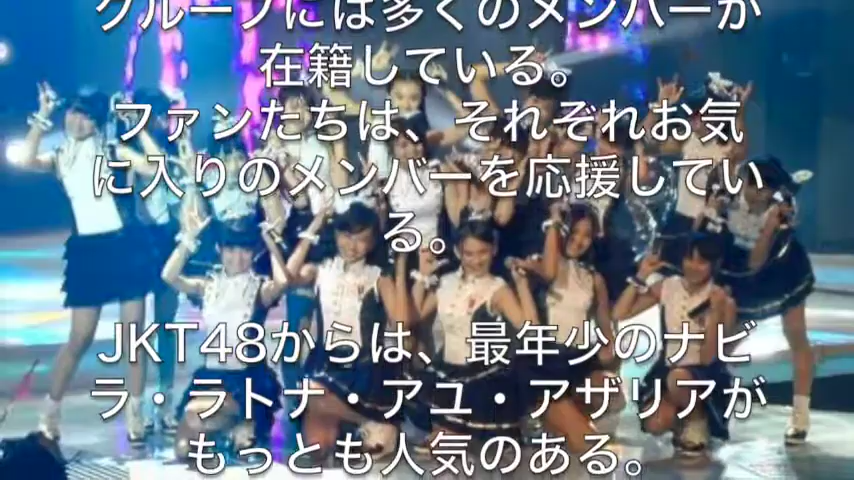 グループには多くのメンバーが
在籍している。
ファンたちは、それぞれお気
に入りのメンバーを応援してい
る。
JKT48からは、最年少のナビ
ラ・ラトナ・アユ・アザリアが
もっとも人気のある。